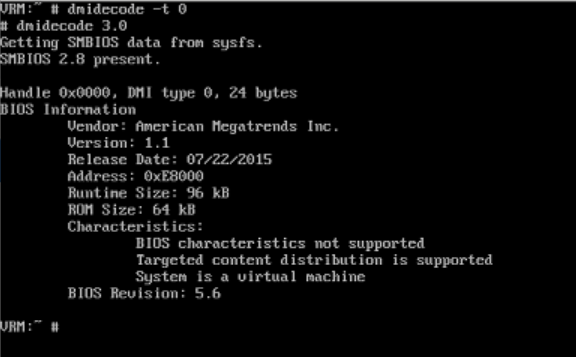 VRM:~ # dmidecode -t 0
# dmidecode 3.0
Getting SMBIOS data from sysfs.
SMBIOS 2.8 present.
Handle 0x0000, DMI type 0, 24 bytes
BIOS Information
Vendor: American Megatrends Inc.
Version: 1.1
Release Date: 07/22/2015
Address: 0xE8000
Runtime Size: 96 kB
ROM Size: 64 kB
Characteristics:
BIOS characteristics not supported
Targeted content distribution is supported
System is a virtual machine
BIOS Revision: 5.6
VRM:~ #